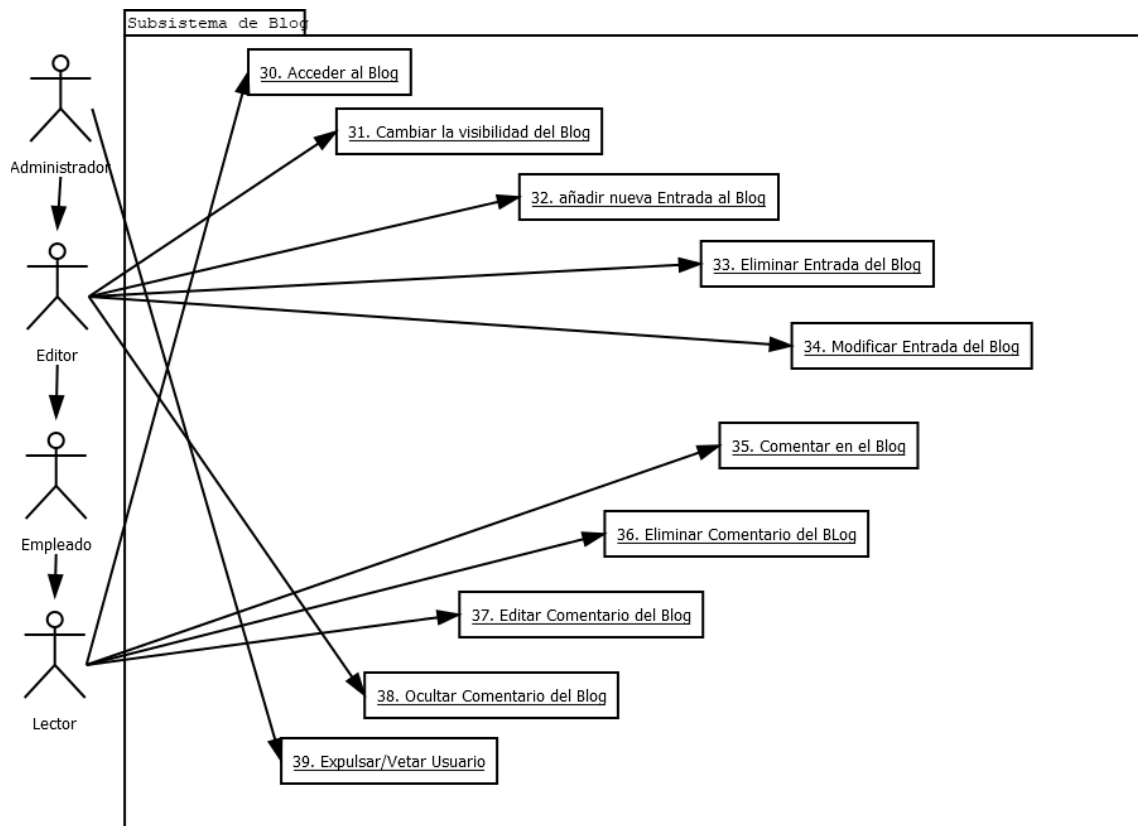 Subsistema de Blog
30. Acceder al Blog
31. Cambiar la visibilidad del Blog
Administrador
32. añadir nueva Entrada al Blog
33. Eliminar Entrada del Blog
34. Modificar Entrada del Blog
Editor
35. Comentar en el Blog
36. Eliminar Comentario del BLog
Empleado
37. Editar Comentario del Blog
38. Ocultar Comentario del Blog
Lector
39. Expulsar/Vetar Usuario